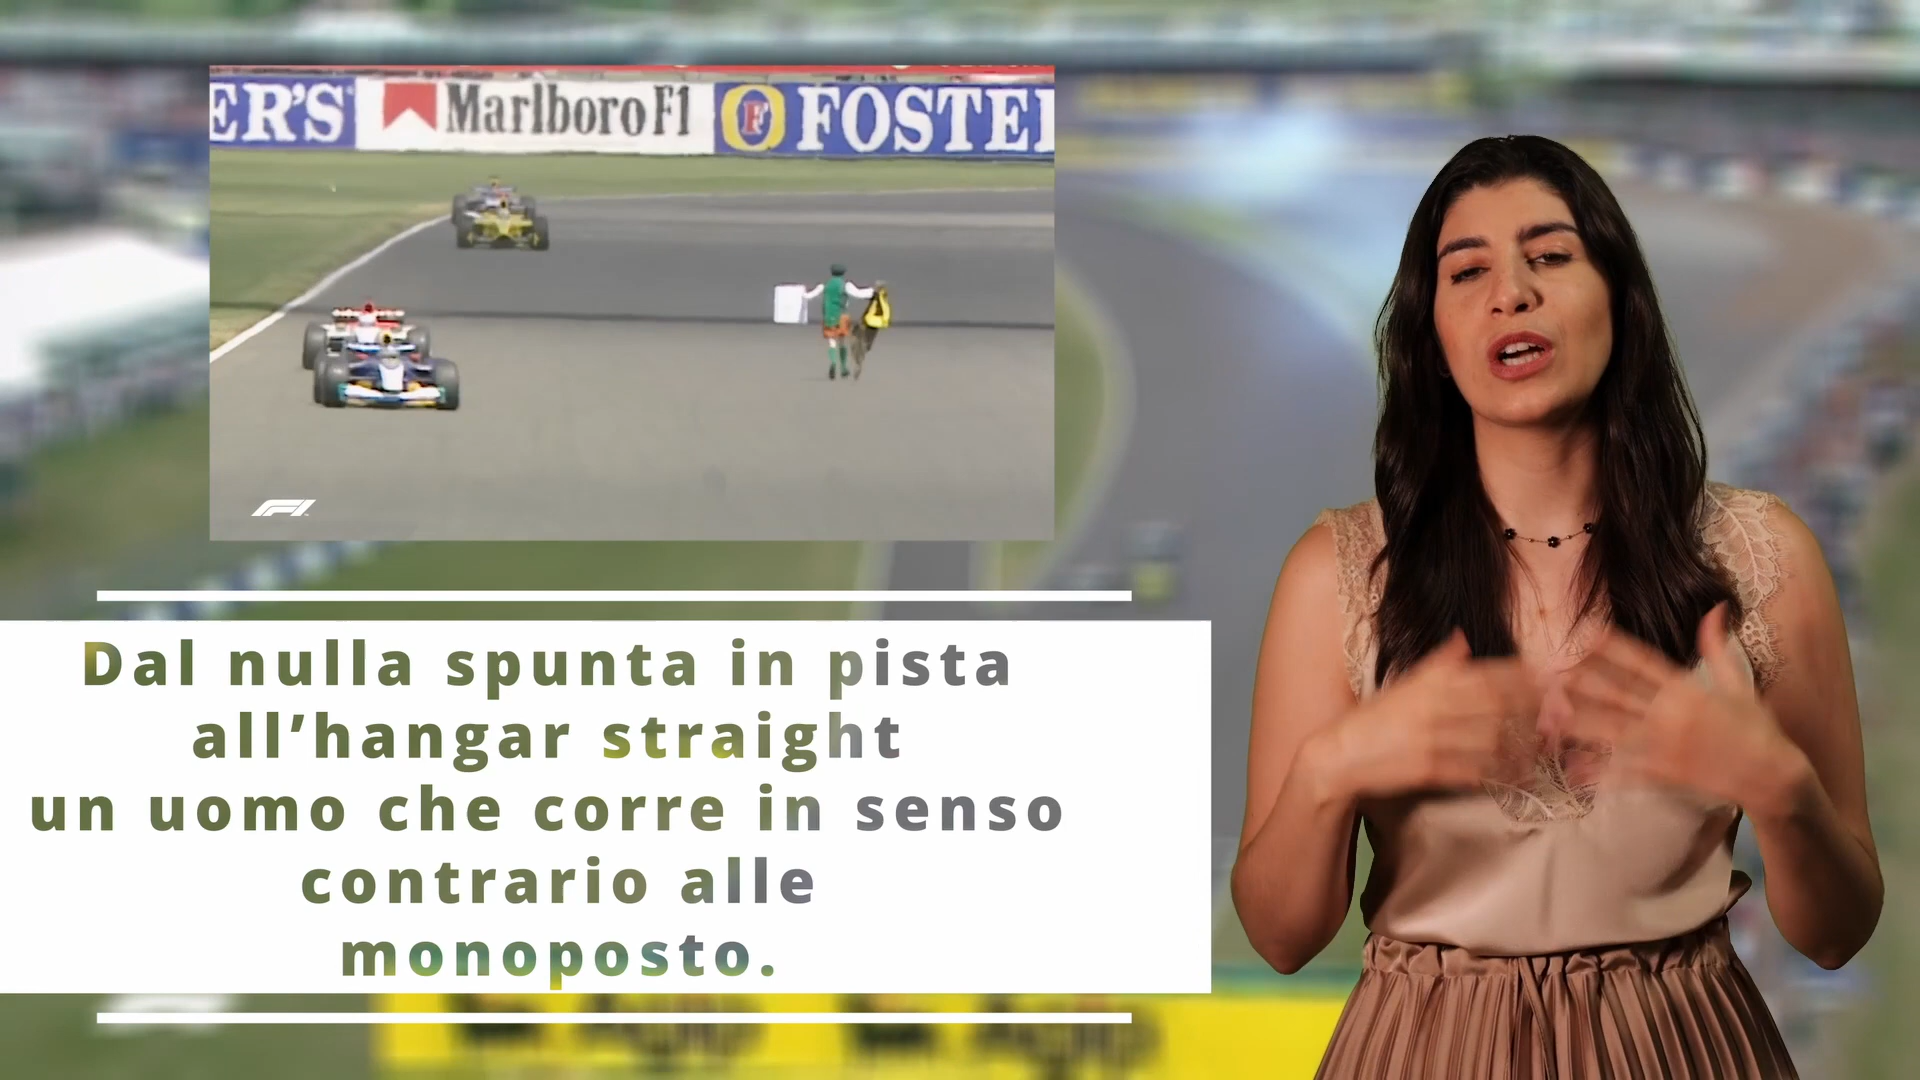 ER'S Marlboro F1 F FOSTE
F1
Dal nulla spunta in pista
all’hangar straight
un uomo che corre in senso
contrario alle
monoposto.